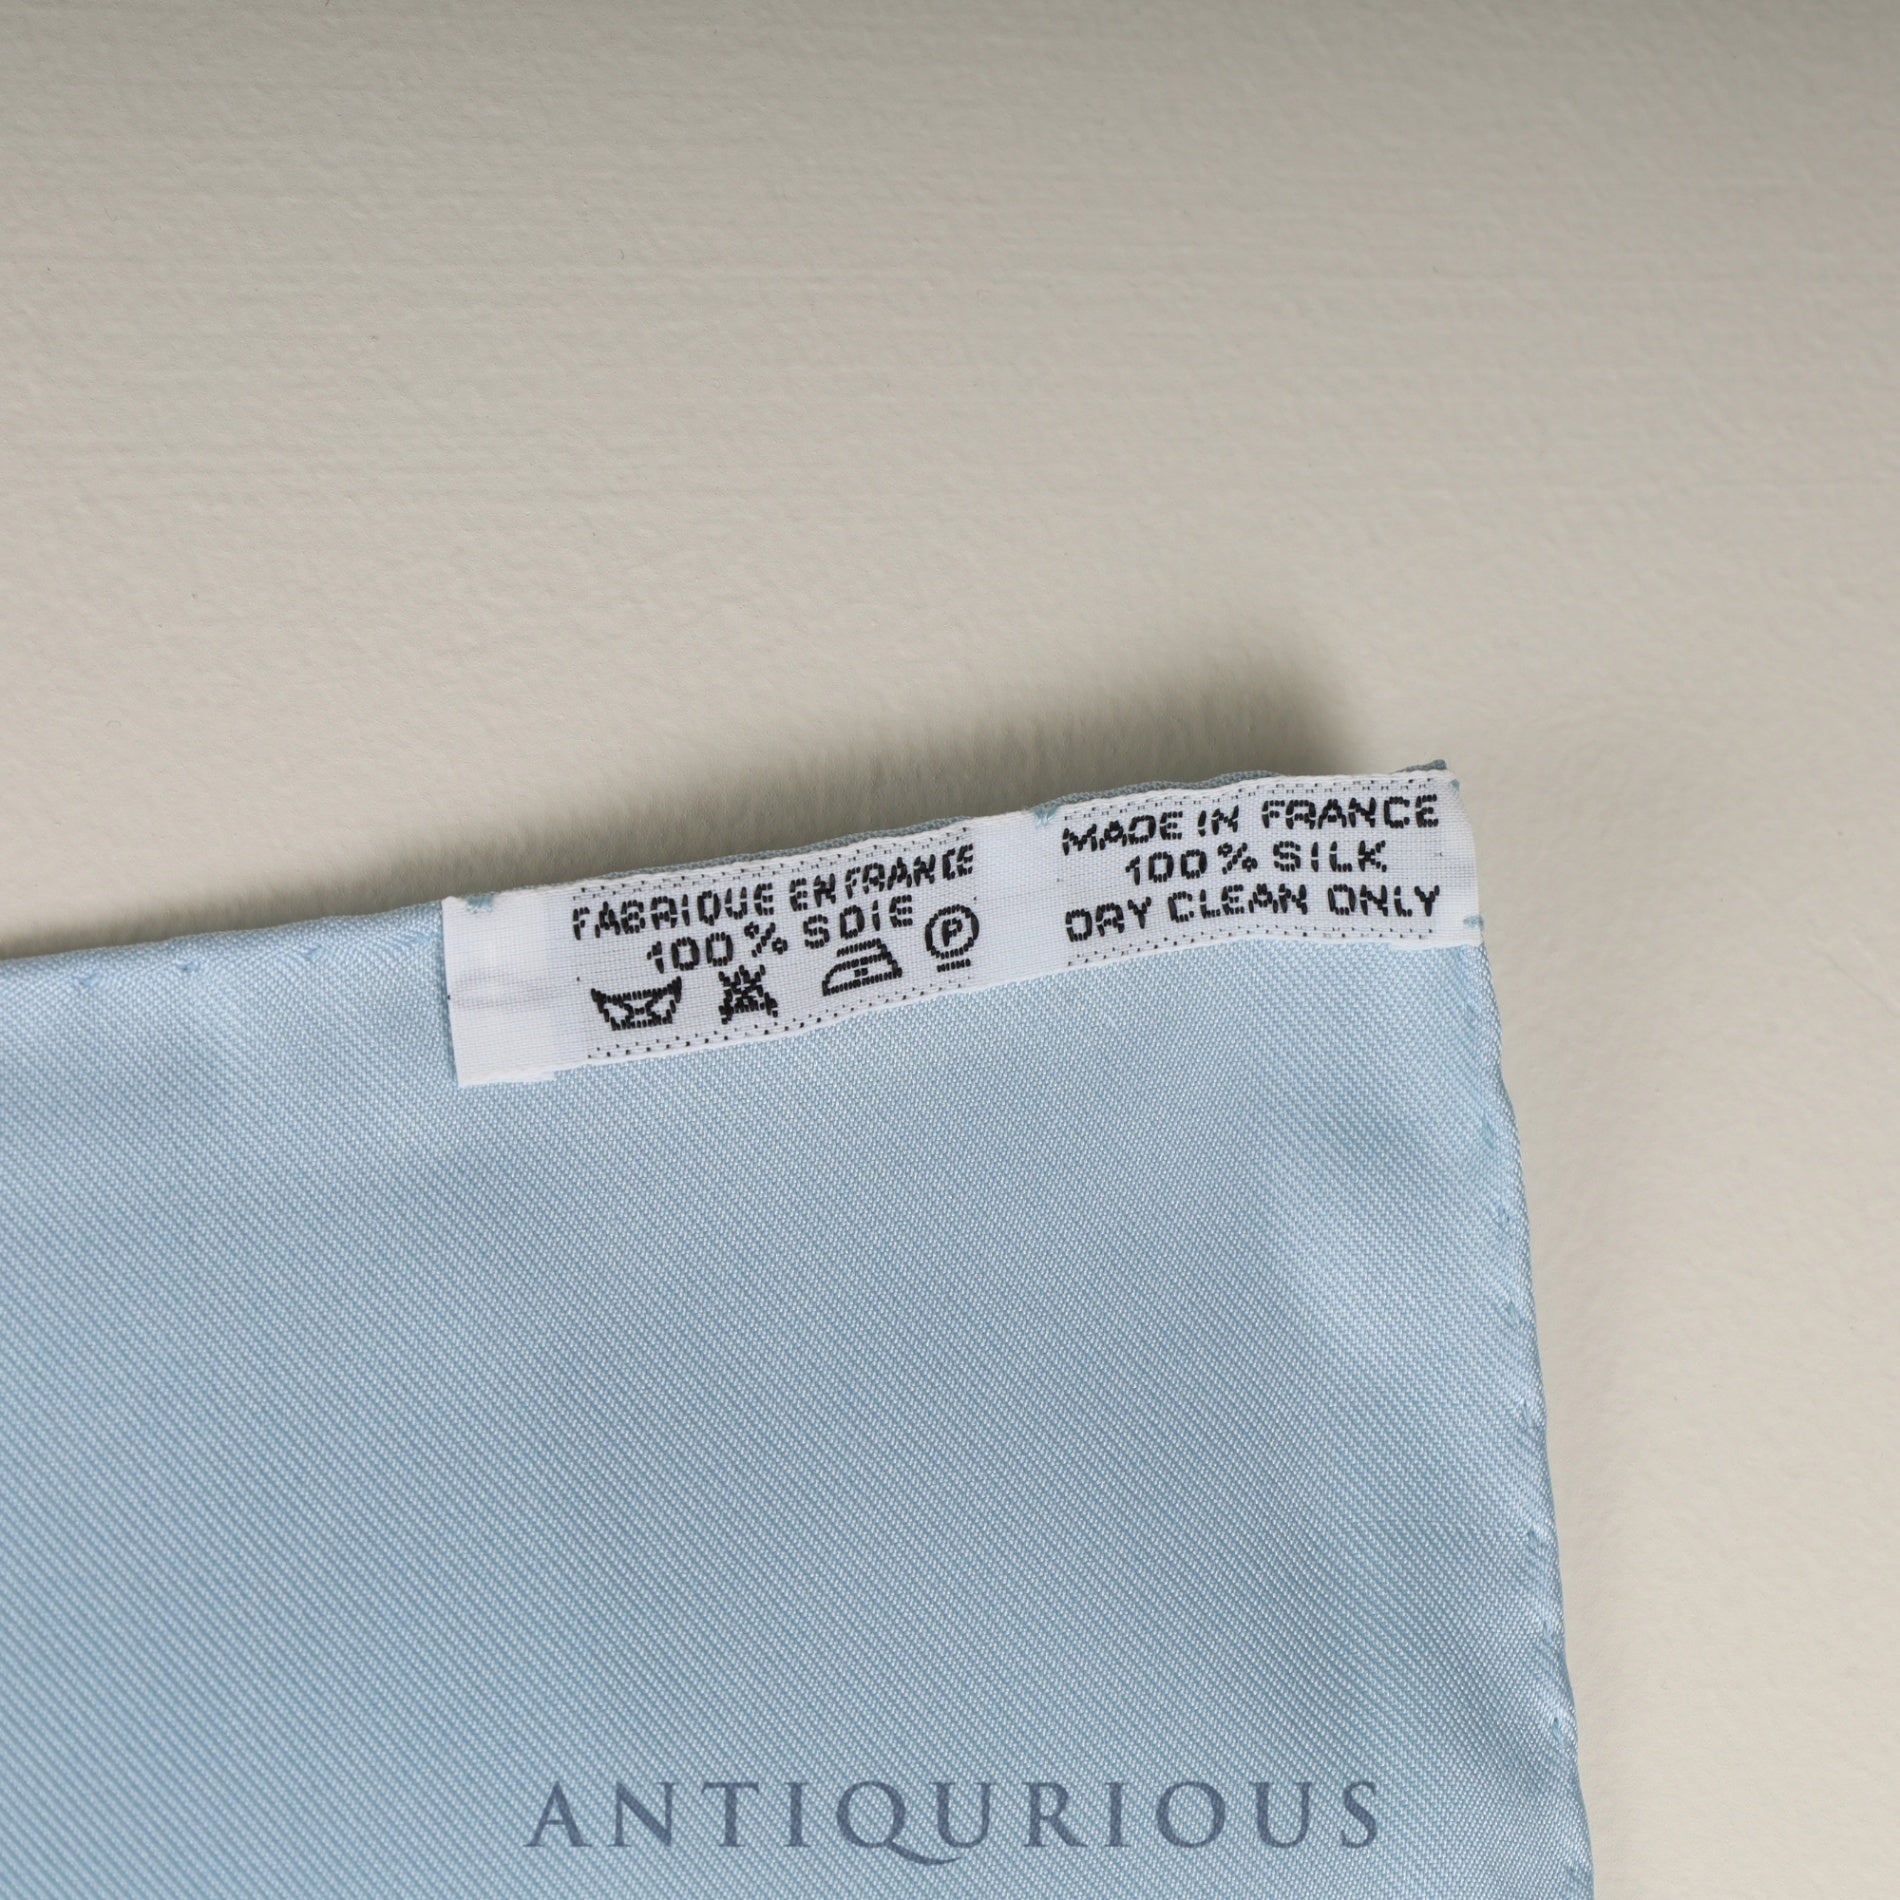 FABRIQUE EN FRANCE
100% SOIE
P
MADE IN FRANCE
100% SILK
DRY CLEAN ONLY
ANTIQURIOUS